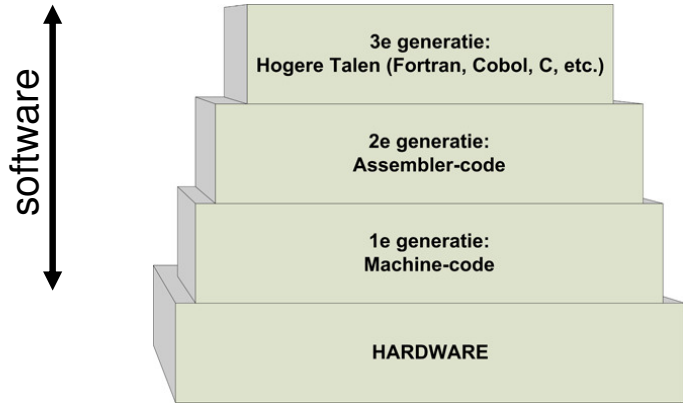 software
3e generatie:
Hogere Talen (Fortran, Cobol, C, etc.)
2e generatie:
Assembler-code
1e generatie:
Machine-code
HARDWARE